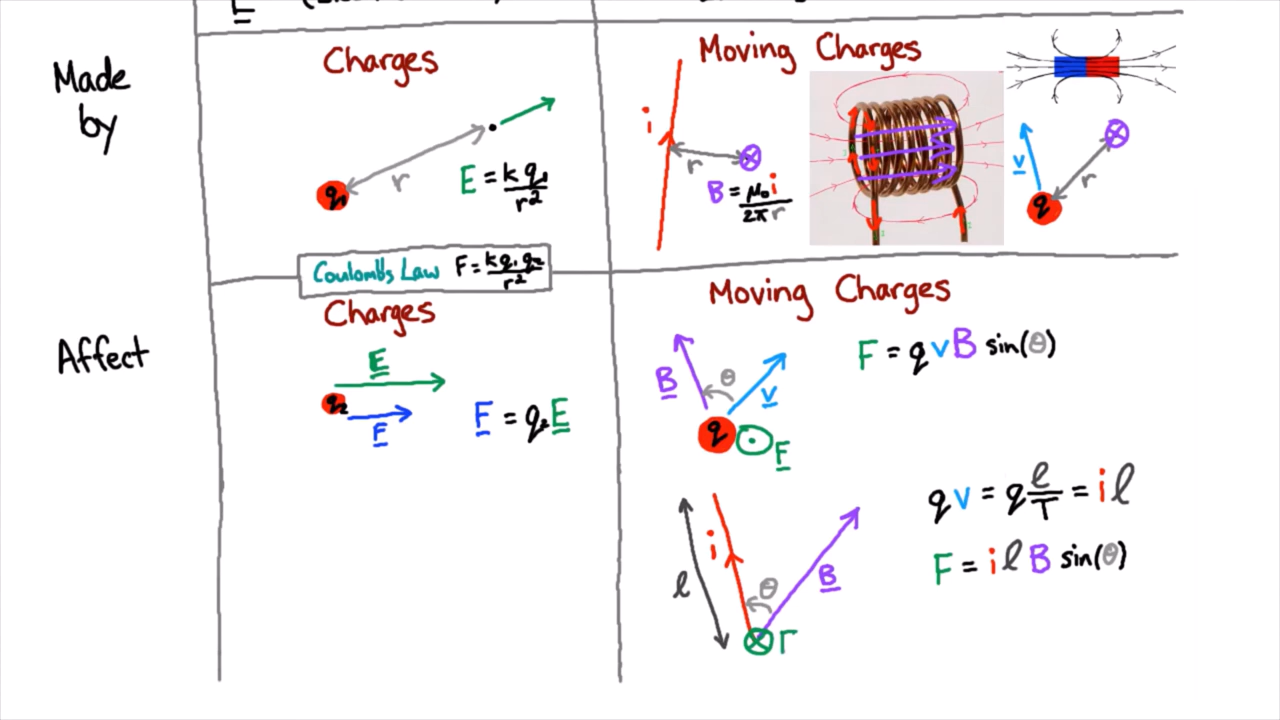 E
Made
by
Charges
q₁
r
E = kq₁/r²
Moving Charges
i
r
B = μ₀i/2πr
v
q
r
Coulomb's Law F = kq₁q₂/r²
Affect
Charges
E
q₂
F
F = q₂E
Moving Charges
B
θ
v
q
F
F = qvB sin(θ)
l
i
θ
B
qv = q l/T = il
F = ilB sin(θ)